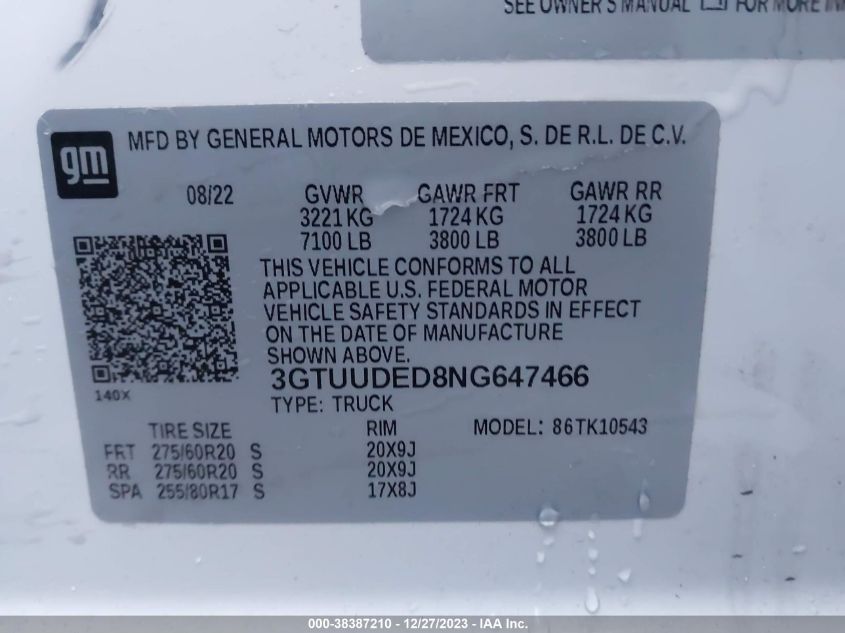 SEE OWNER'S MANUAL FOR MORE
gm
MFD BY GENERAL MOTORS DE MEXICO, S. DE R.L. DE C.V.
08/22 GVWR GAWR FRT GAWR RR
3221 KG 1724 KG 1724 KG
7100 LB 3800 LB 3800 LB
THIS VEHICLE CONFORMS TO ALL
APPLICABLE U.S. FEDERAL MOTOR
VEHICLE SAFETY STANDARDS IN EFFECT
ON THE DATE OF MANUFACTURE
SHOWN ABOVE.
3GTUUDED8NG647466
140X
TYPE: TRUCK
TIRE SIZE RIM MODEL: 86TK10543
FRT 275/60R20 S 20X9J
RR 275/60R20 S 20X9J
SPA 255/80R17 S 17X8J
000-38387210 - 12/27/2023 - IAA Inc.